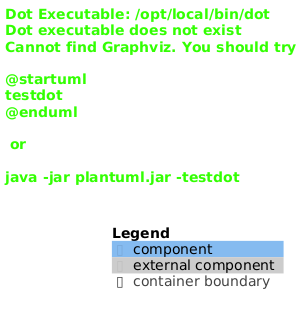 Dot Executable: /opt/local/bin/dot
Dot executable does not exist
Cannot find Graphviz. You should try
@startuml
testdot
@enduml
or
java -jar plantuml.jar -testdot
Legend
▯ component
▯ external component
▯ container boundary